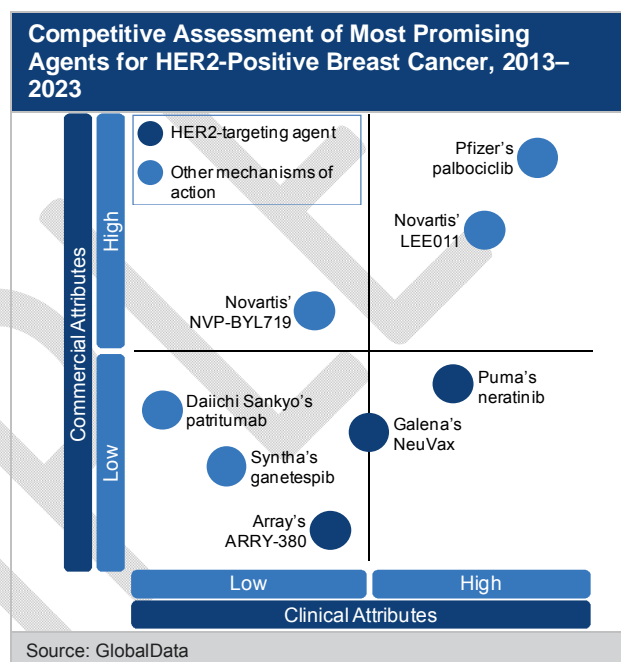 Competitive Assessment of Most Promising
Agents for HER2-Positive Breast Cancer, 2013–
2023
HER2-targeting agent
Other mechanisms of
action
Pfizer's
palbociclib
Novartis'
LEE011
Novartis'
NVP-BYL719
Puma's
neratinib
Daiichi Sankyo's
patritumab
Galena's
NeuVax
Syntha's
ganetespib
Array's
ARRY-380
Commercial Attributes
High
Low
Low
High
Clinical Attributes
Source: GlobalData